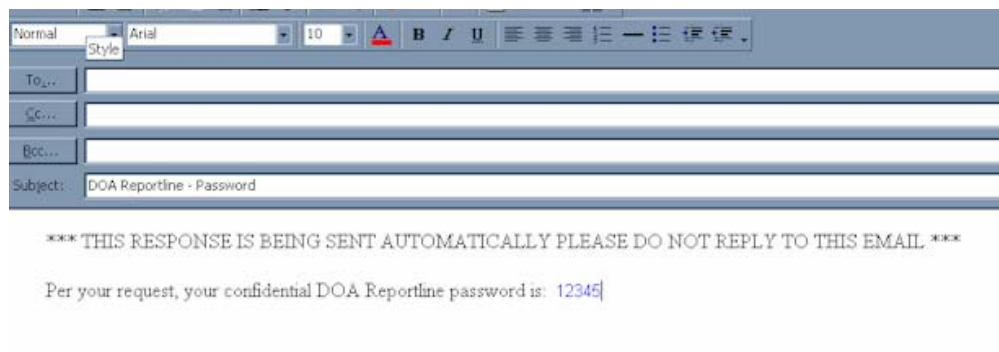 Normal Arial 10 A B I U
Style
To...
Cc...
Bcc...
Subject: DOA Reportline - Password
*** THIS RESPONSE IS BEING SENT AUTOMATICALLY PLEASE DO NOT REPLY TO THIS EMAIL ***
Per your request, your confidential DOA Reportline password is: 12345